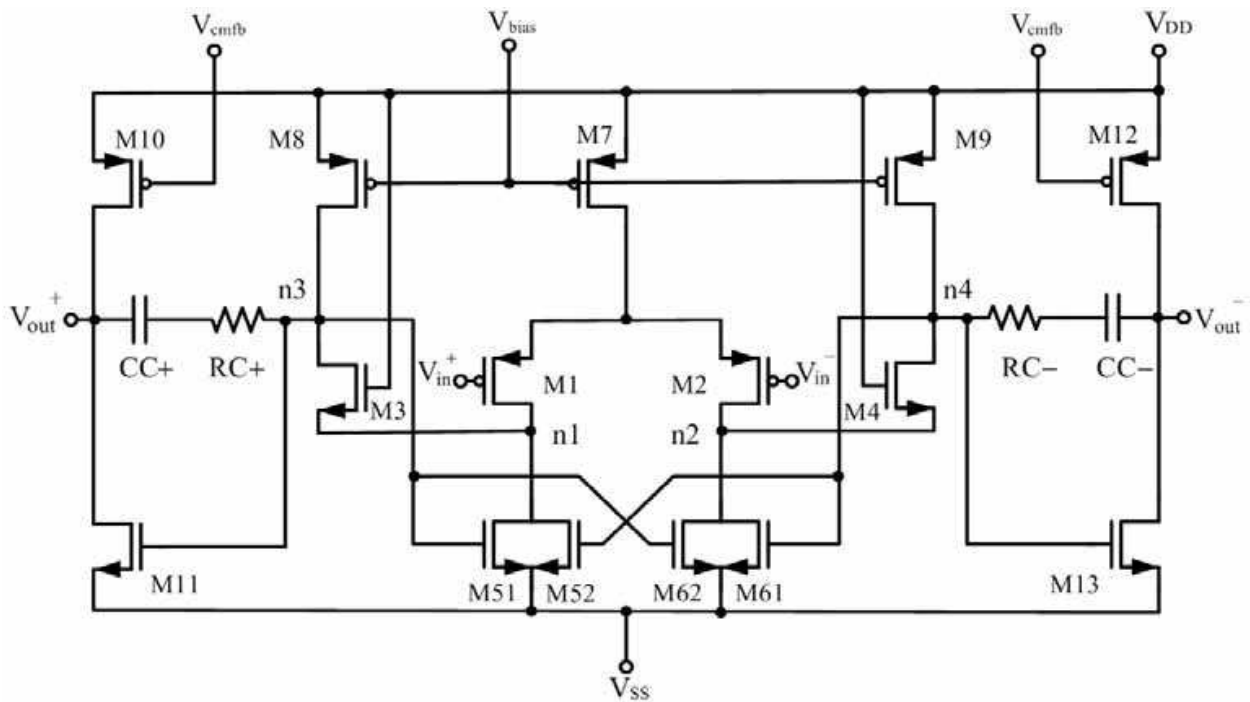 Vcmfb
Vbias
Vcmfb
VDD
M10
M8
M7
M9
M12
n3
n4
Vout+
CC+
RC+
Vin+
M1
M2
Vin−
RC−
CC−
Vout−
M3
M4
n1
n2
M11
M51
M52
M62
M61
M13
VSS